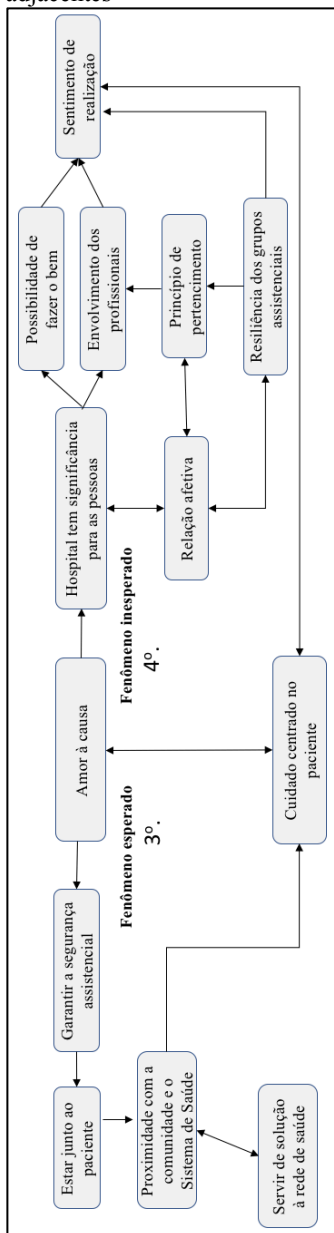 adjacentes
Estar junto ao
paciente
Garantir a segurança
assistencial
Amor à causa
Hospital tem significância
para as pessoas
Possibilidade de
fazer o bem
Sentimento de
realização
Envolvimento dos
profissionais
Fenômeno esperado
3º.
Fenômeno inesperado
4º.
Proximidade com a
comunidade e o
Sistema de Saúde
Relação afetiva
Princípio de
pertencimento
Servir de solução
à rede de saúde
Cuidado centrado no
paciente
Resiliência dos grupos
assistenciais